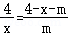 4/x = 4-x-m/m